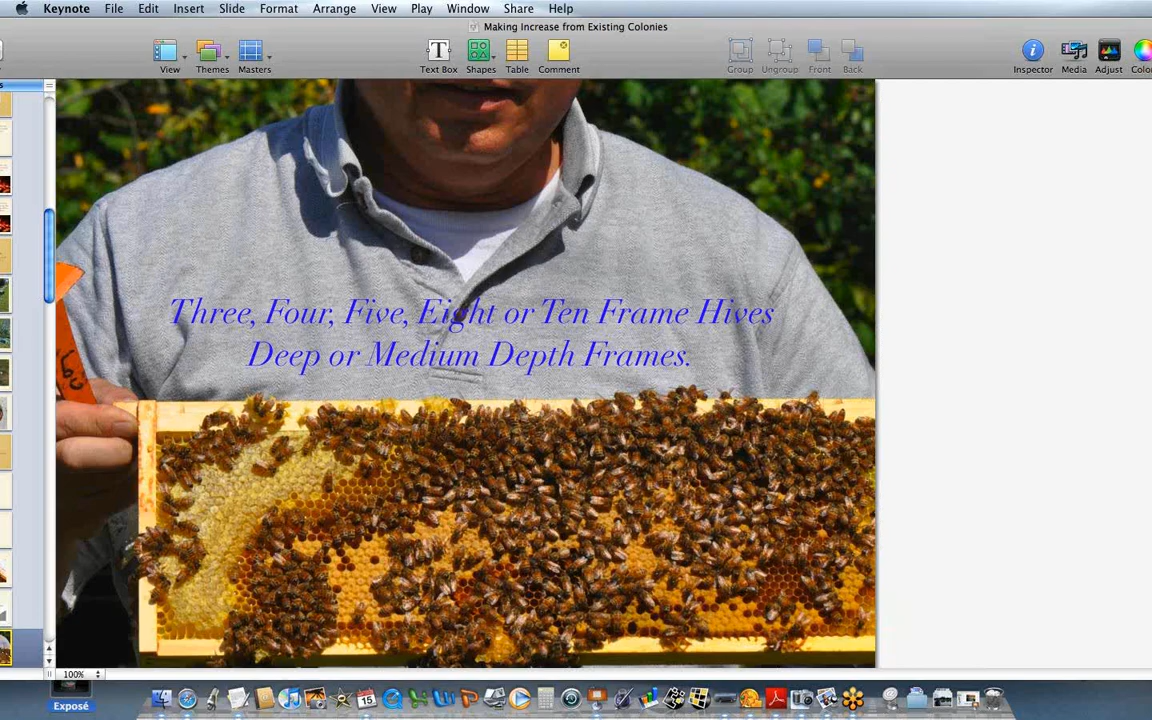 Keynote File Edit Insert Slide Format Arrange View Play Window Share Help
Making Increase from Existing Colonies
View Themes Masters Text Box Shapes Table Comment Group Ungroup Front Back Inspector Media Adjust Colo
Three, Four, Five, Eight or Ten Frame Hives
Deep or Medium Depth Frames.
100%
15
Exposé